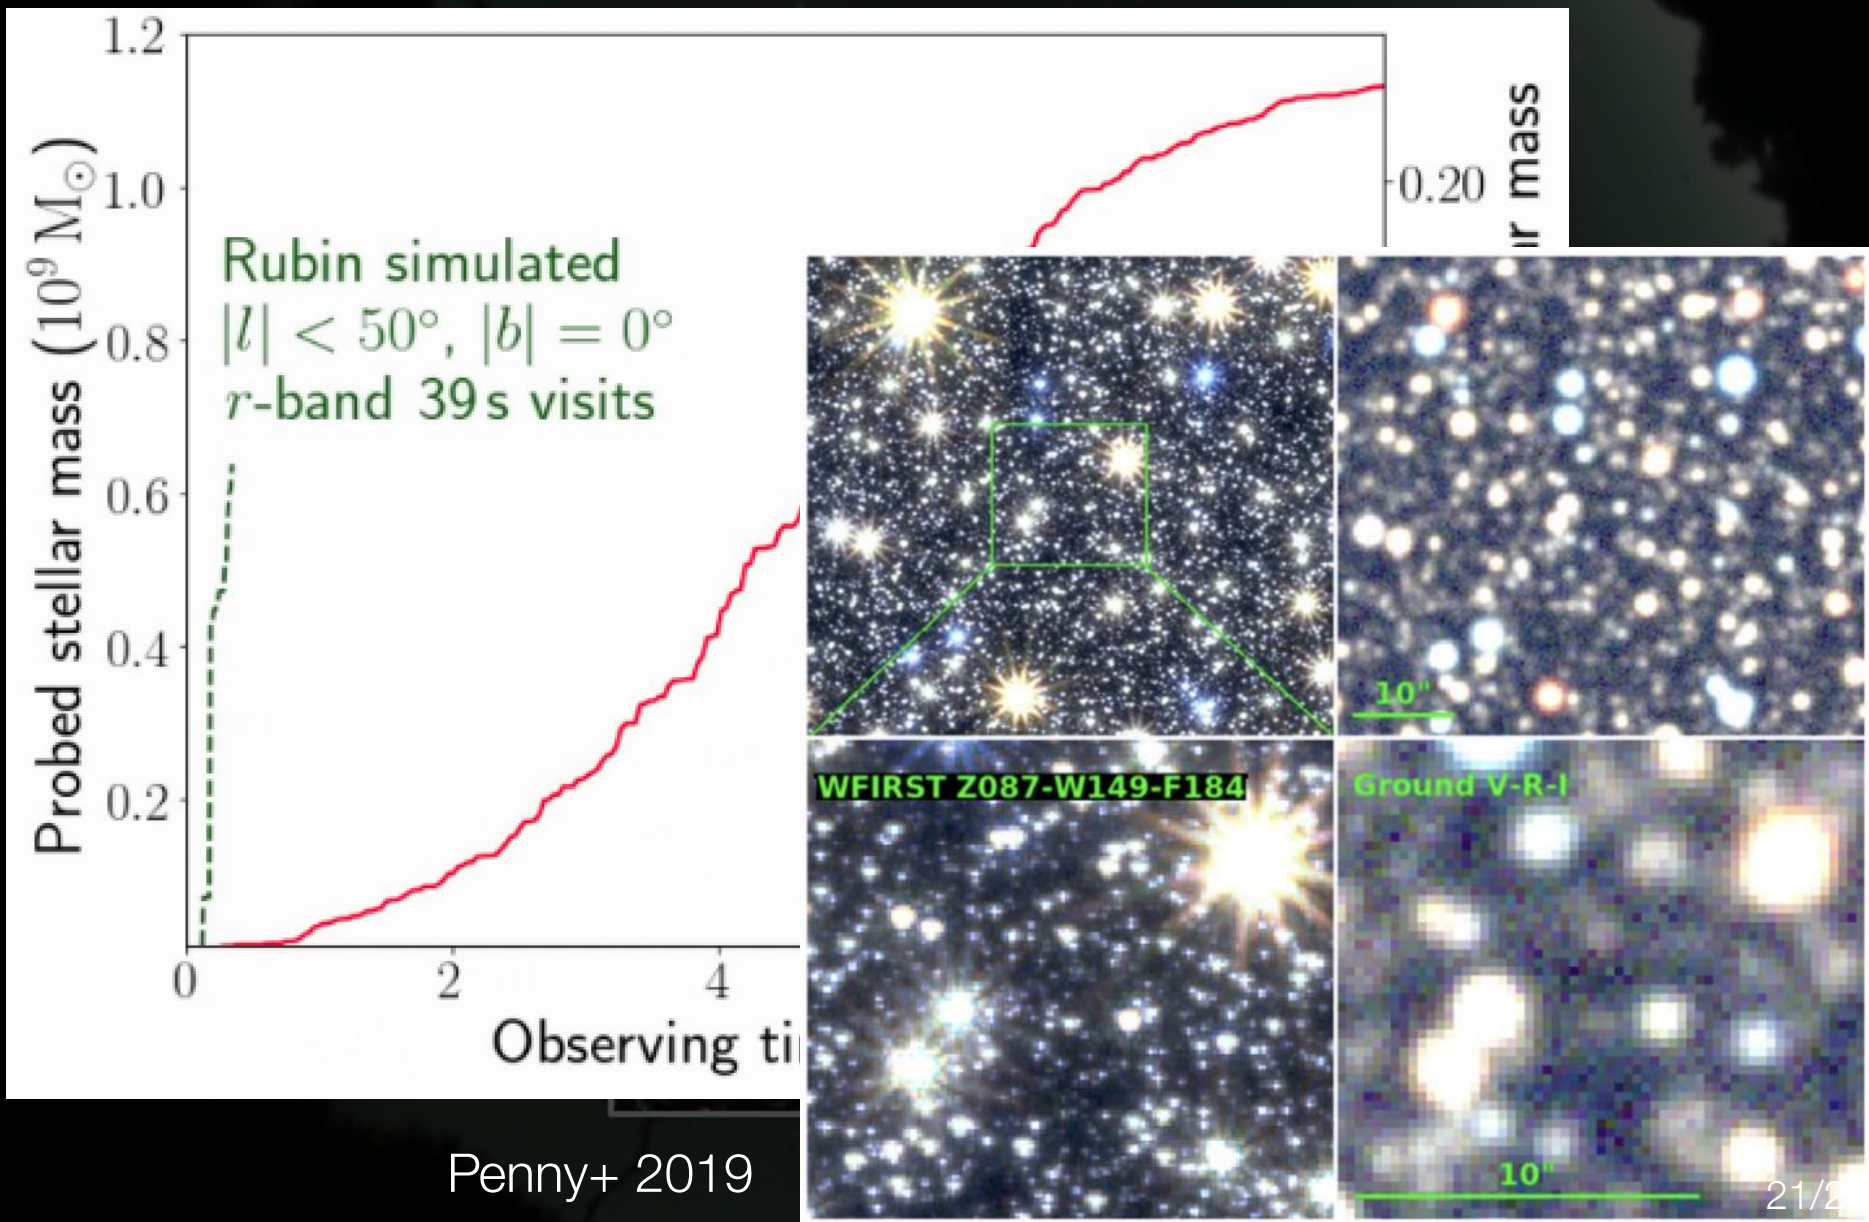 1.2
1.0
0.8
0.6
0.4
0.2
Probed stellar mass (10⁹ M☉)
Rubin simulated
|l| < 50°, |b| = 0°
r-band 39 s visits
0.20
mass
0
2
4
Observing
10"
WFIRST Z087-W149-F184
Ground V-R-I
10"
Penny+ 2019
21/2